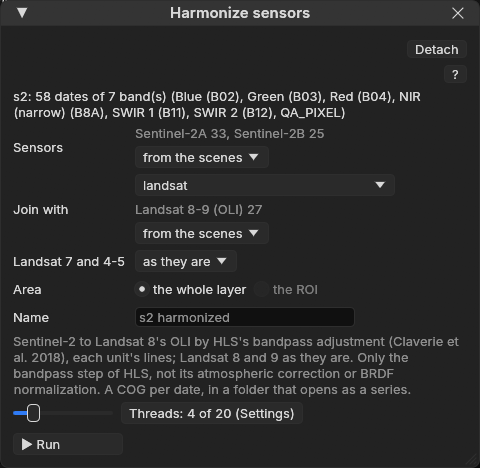 Harmonize sensors
Detach
?
s2: 58 dates of 7 band(s) (Blue (B02), Green (B03), Red (B04), NIR
(narrow) (B8A), SWIR 1 (B11), SWIR 2 (B12), QA_PIXEL)
Sentinel-2A 33, Sentinel-2B 25
Sensors
from the scenes
landsat
Join with
Landsat 8-9 (OLI) 27
from the scenes
Landsat 7 and 4-5 as they are
Area the whole layer the ROI
Name s2 harmonized
Sentinel-2 to Landsat 8's OLI by HLS's bandpass adjustment (Claverie et
al. 2018), each unit's lines; Landsat 8 and 9 as they are. Only the
bandpass step of HLS, not its atmospheric correction or BRDF
normalization. A COG per date, in a folder that opens as a series.
Threads: 4 of 20 (Settings)
Run